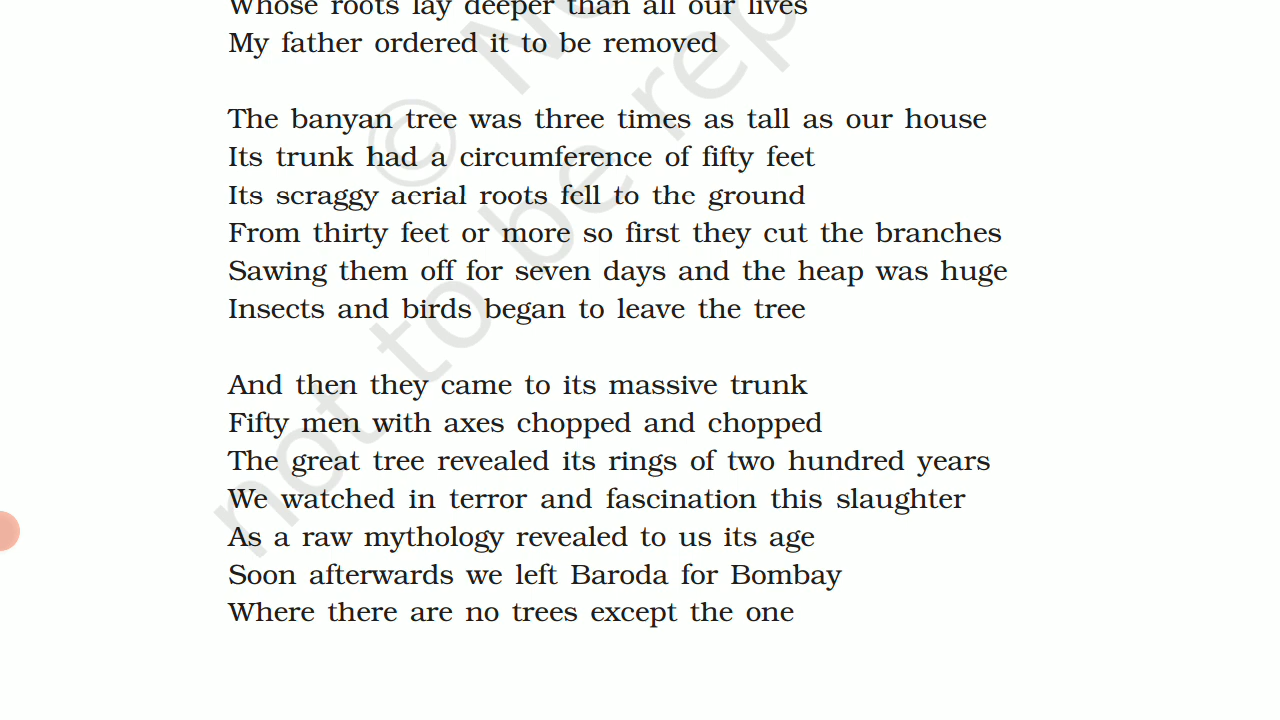 Whose roots lay deeper than all our lives
My father ordered it to be removed
The banyan tree was three times as tall as our house
Its trunk had a circumference of fifty feet
Its scraggy aerial roots fell to the ground
From thirty feet or more so first they cut the branches
Sawing them off for seven days and the heap was huge
Insects and birds began to leave the tree
And then they came to its massive trunk
Fifty men with axes chopped and chopped
The great tree revealed its rings of two hundred years
We watched in terror and fascination this slaughter
As a raw mythology revealed to us its age
Soon afterwards we left Baroda for Bombay
Where there are no trees except the one
©
not to be